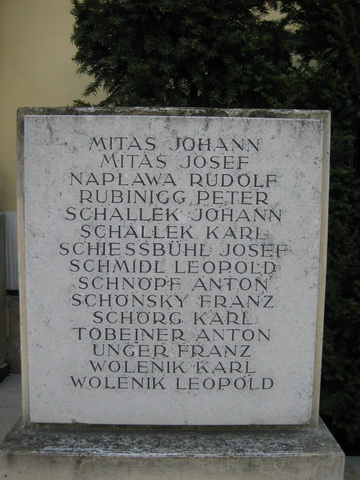 MITAS JOHANN
MITAS JOSEF
NAPLAWA RUDOLF
RUBINIGG PETER
SCHALLEK JOHANN
SCHALLEK KARL
SCHIESSBÜHL JOSEF
SCHMIDL LEOPOLD
SCHNÖPF ANTON
SCHÖNSKY FRANZ
SCHÖRG KARL
TOBEINER ANTON
UNGER FRANZ
WOLENIK KARL
WOLENIK LEOPOLD